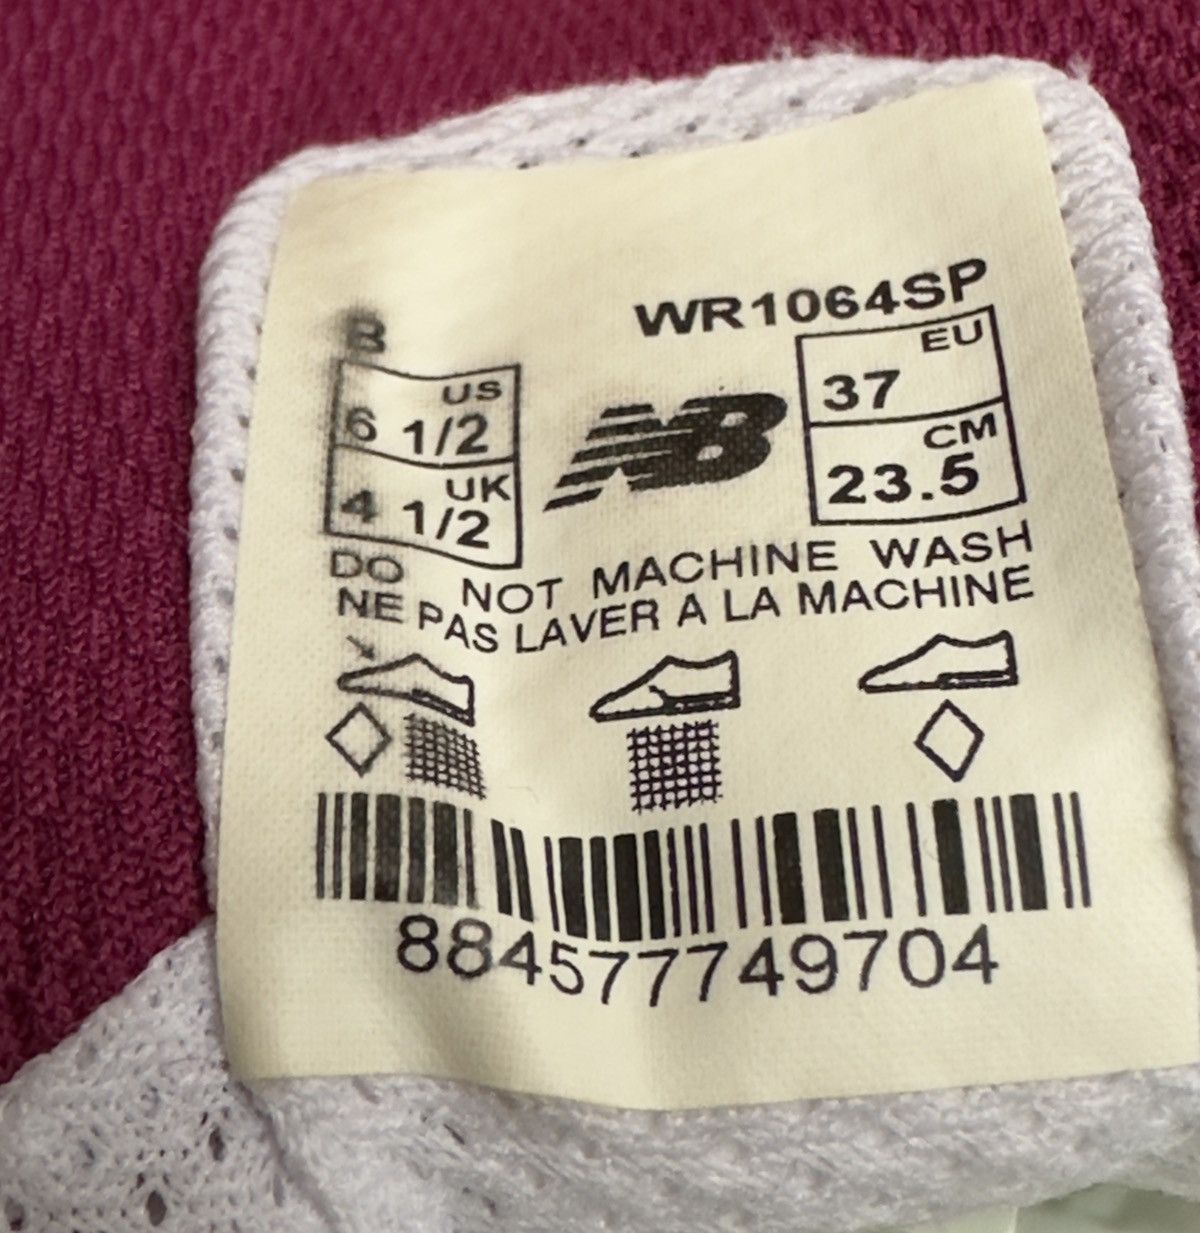 WR1064SP
B
US
6 1/2
UK
4 1/2
NB
EU
37
CM
23.5
DO NOT MACHINE WASH
NE PAS LAVER A LA MACHINE
884577749704